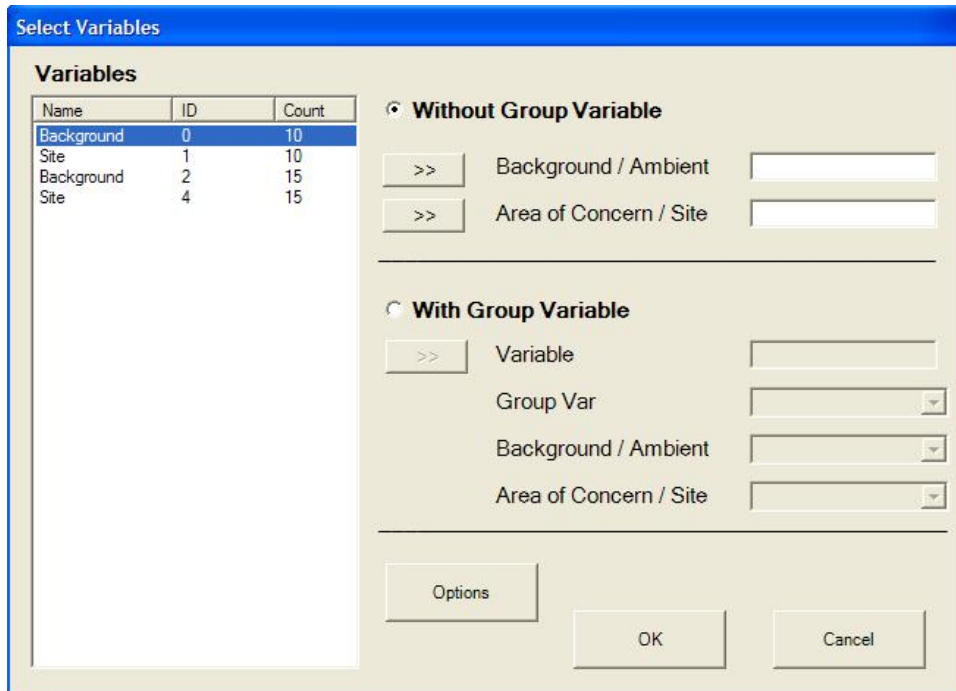 Select Variables
Variables
Name ID Count
Background 0 10
Site 1 10
Background 2 15
Site 4 15
Without Group Variable
>> Background / Ambient
>> Area of Concern / Site
With Group Variable
>> Variable
Group Var
Background / Ambient
Area of Concern / Site
Options
OK
Cancel